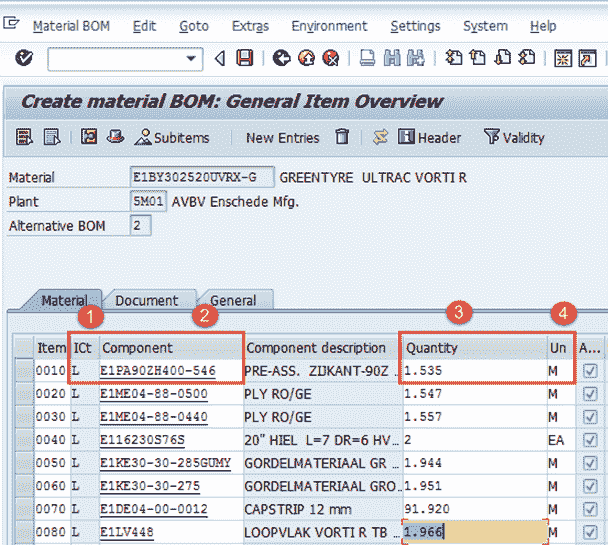 Material BOM Edit Goto Extras Environment Settings System Help
Create material BOM: General Item Overview
Subitems New Entries Header Validity
Material E1BY302520UVRX-G GREENTYRE ULTRAC VORTI R
Plant 5M01 AVBV Enschede Mfg.
Alternative BOM 2
Material Document General
1 2 3 4
Item ICt Component Component description Quantity Un A...
0010 L E1PA90ZH400-546 PRE-ASS. ZIJKANT-90Z ... 1.535 M
0020 L E1ME04-88-0500 PLY RO/GE 1.547 M
0030 L E1ME04-88-0440 PLY RO/GE 1.557 M
0040 L E116230S76S 20" HIEL L=7 DR=6 HV... 2 EA
0050 L E1KE30-30-285GUMY GORDELMATERIAAL GR ... 1.944 M
0060 L E1KE30-30-275 GORDELMATERIAAL GRO... 1.951 M
0070 L E1DE04-00-0012 CAPSTRIP 12 mm 91.920 M
0080 L E1LV448 LOOPVLAK VORTI R TB ... 1.966 M